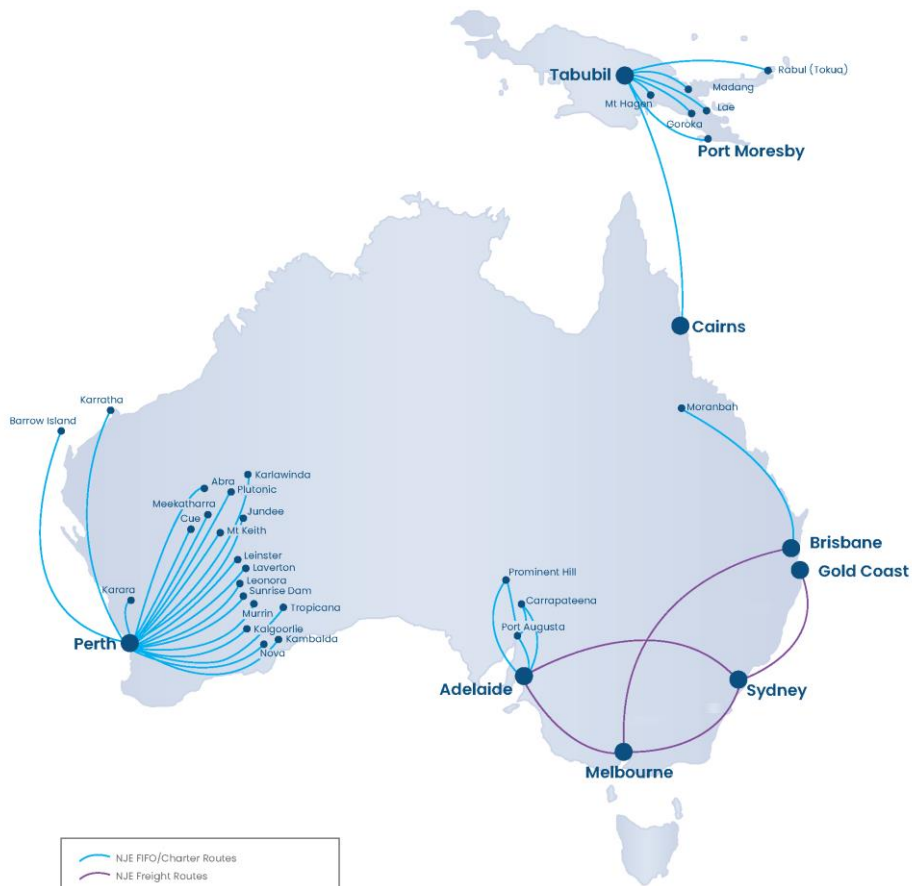 Tabubil
Rabul (Tokua)
Madang
Mt Hagen
Lae
Goroka
Port Moresby
Cairns
Karratha
Moranbah
Barrow Island
Karlawinda
Abra
Plutonic
Meekatharra
Jundee
Cue
Mt Keith
Brisbane
Leinster
Gold Coast
Laverton
Prominent Hill
Leonora
Karara
Sunrise Dam
Carrapateena
Tropicana
Murrin
Port Augusta
Kalgoorlie
Perth
Kambalda
Nova
Adelaide
Sydney
Melbourne
NJE FIFO/Charter Routes
NJE Freight Routes